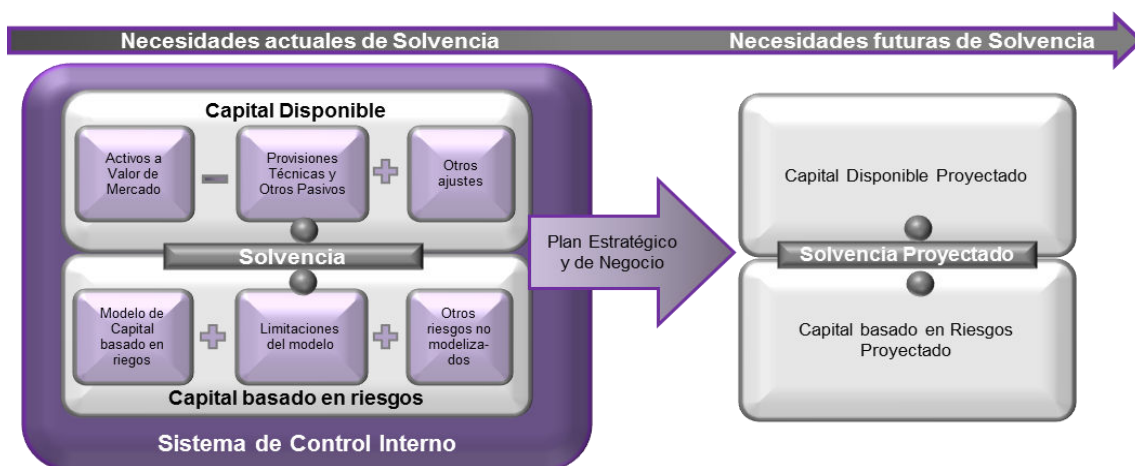 Necesidades actuales de Solvencia
Necesidades futuras de Solvencia
Capital Disponible
Activos a
Valor de
Mercado
Provisiones
Técnicas y
Otros Pasivos
Otros
ajustes
Solvencia
Modelo de
Capital
basado en
riegos
Limitaciones
del modelo
Otros
riesgos no
modeliza-
dos
Capital basado en riesgos
Sistema de Control Interno
Plan Estratégico
y de Negocio
Capital Disponible Proyectado
Solvencia Proyectado
Capital basado en Riesgos
Proyectado